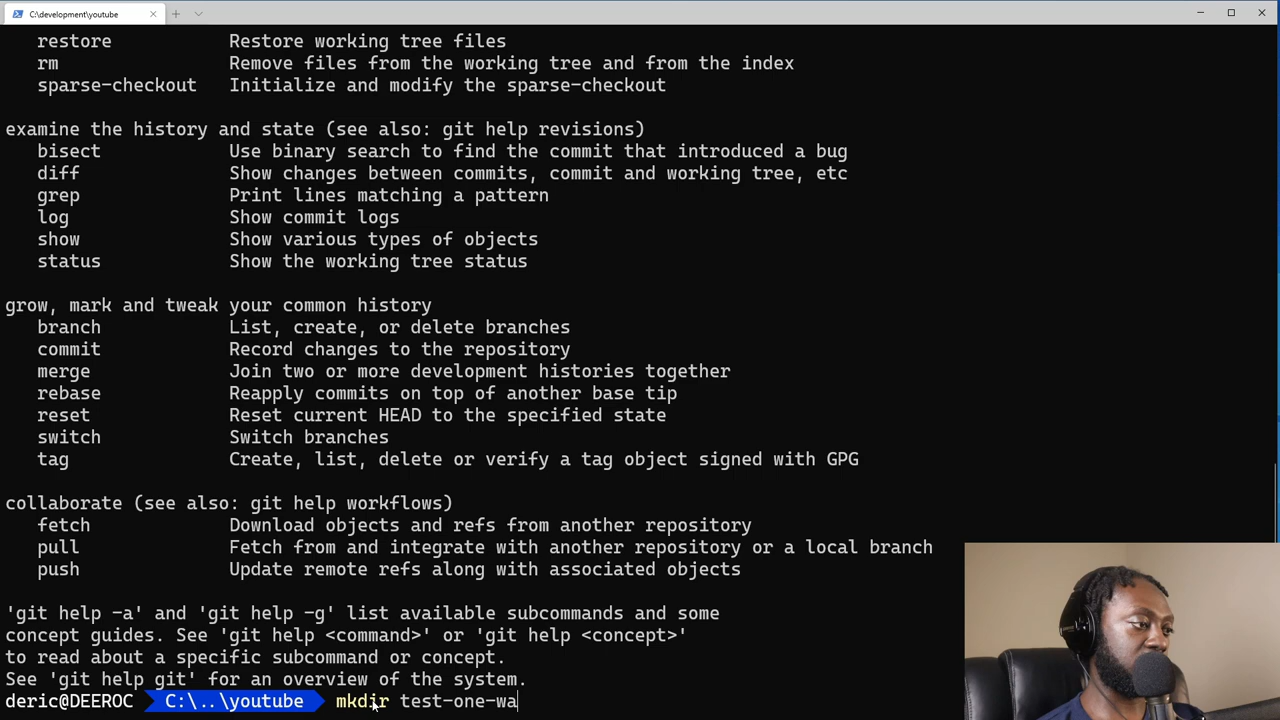 C:\development\youtube
restore Restore working tree files
rm Remove files from the working tree and from the index
sparse-checkout Initialize and modify the sparse-checkout
examine the history and state (see also: git help revisions)
bisect Use binary search to find the commit that introduced a bug
diff Show changes between commits, commit and working tree, etc
grep Print lines matching a pattern
log Show commit logs
show Show various types of objects
status Show the working tree status
grow, mark and tweak your common history
branch List, create, or delete branches
commit Record changes to the repository
merge Join two or more development histories together
rebase Reapply commits on top of another base tip
reset Reset current HEAD to the specified state
switch Switch branches
tag Create, list, delete or verify a tag object signed with GPG
collaborate (see also: git help workflows)
fetch Download objects and refs from another repository
pull Fetch from and integrate with another repository or a local branch
push Update remote refs along with associated objects
'git help -a' and 'git help -g' list available subcommands and some
concept guides. See 'git help <command>' or 'git help <concept>'
to read about a specific subcommand or concept.
See 'git help git' for an overview of the system.
deric@DEEROC C:\..\youtube mkdir test-one-wa